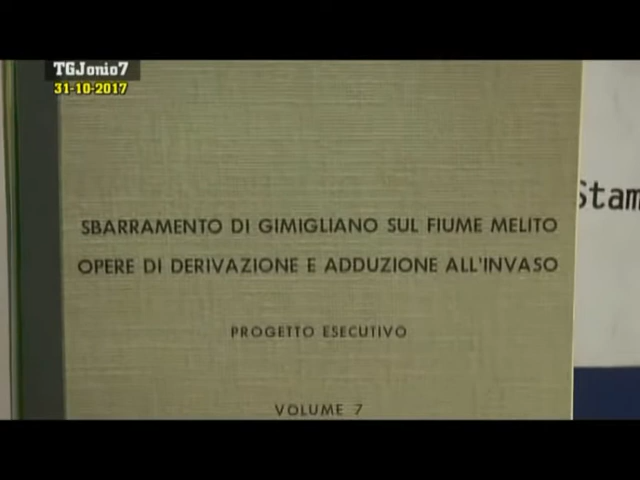 TGJonio7
31-10-2017
SBARRAMENTO DI GIMIGLIANO SUL FIUME MELITO
OPERE DI DERIVAZIONE E ADDUZIONE ALL'INVASO
PROGETTO ESECUTIVO
VOLUME 7
Stam